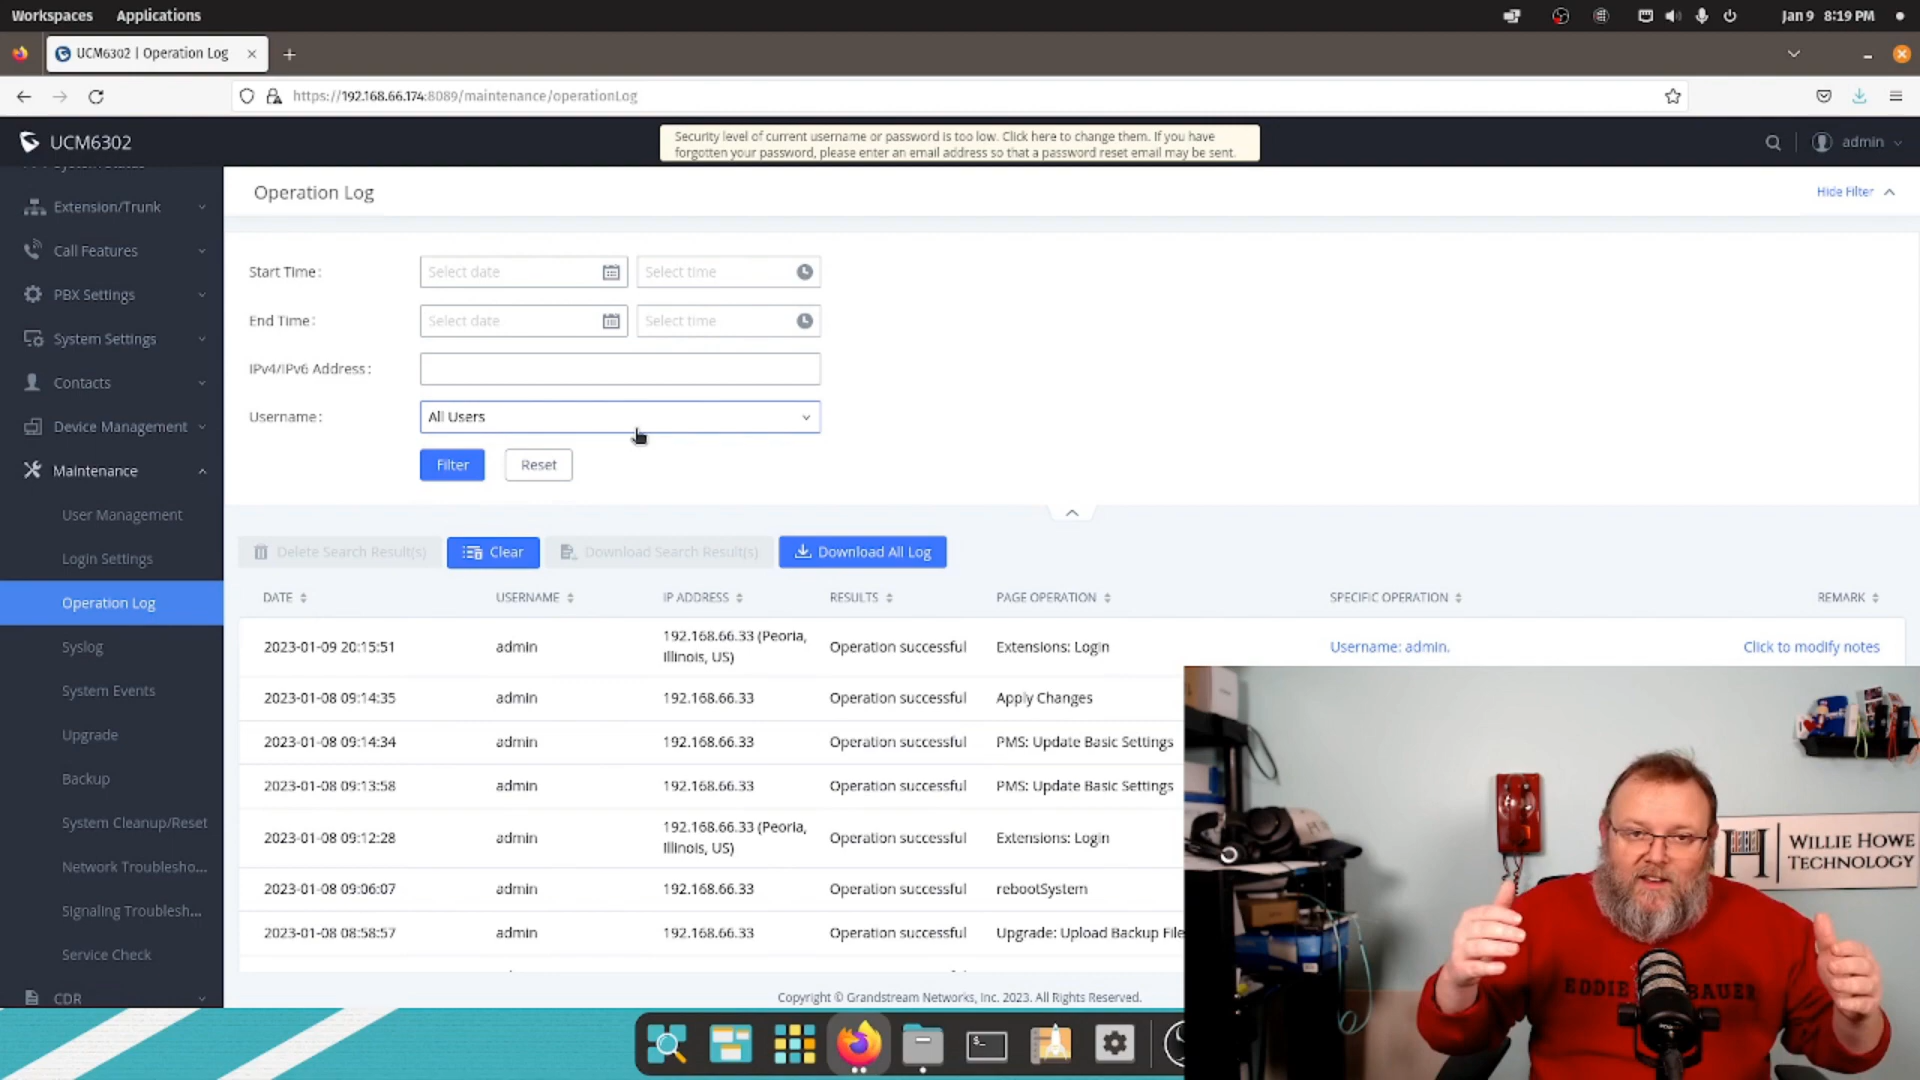 Workspaces Applications Jan 9 8:19 PM
UCM6302 | Operation Log
https://192.168.66.174:8089/maintenance/operationLog
UCM6302
Security level of current username or password is too low. Click here to change them. If you have
forgotten your password, please enter an email address so that a password reset email may be sent.
admin
Extension/Trunk
Call Features
PBX Settings
System Settings
Contacts
Device Management
Maintenance
User Management
Login Settings
Operation Log
Syslog
System Events
Upgrade
Backup
System Cleanup/Reset
Network Troublesho...
Signaling Troublesh...
Service Check
CDR
Operation Log
Hide Filter
Start Time: Select date Select time
End Time: Select date Select time
IPv4/IPv6 Address:
Username: All Users
Filter Reset
Delete Search Result(s) Clear Download Search Result(s) Download All Log
DATE USERNAME IP ADDRESS RESULTS PAGE OPERATION SPECIFIC OPERATION REMARK
2023-01-09 20:15:51 admin 192.168.66.33 (Peoria, Illinois, US) Operation successful Extensions: Login Username: admin. Click to modify notes
2023-01-08 09:14:35 admin 192.168.66.33 Operation successful Apply Changes
2023-01-08 09:14:34 admin 192.168.66.33 Operation successful PMS: Update Basic Settings
2023-01-08 09:13:58 admin 192.168.66.33 Operation successful PMS: Update Basic Settings
2023-01-08 09:12:28 admin 192.168.66.33 (Peoria, Illinois, US) Operation successful Extensions: Login
2023-01-08 09:06:07 admin 192.168.66.33 Operation successful rebootSystem
2023-01-08 08:58:57 admin 192.168.66.33 Operation successful Upgrade: Upload Backup File
Copyright © Grandstream Networks, Inc. 2023. All Rights Reserved.
WILLIE HOWE
TECHNOLOGY
EDDIE BAUER